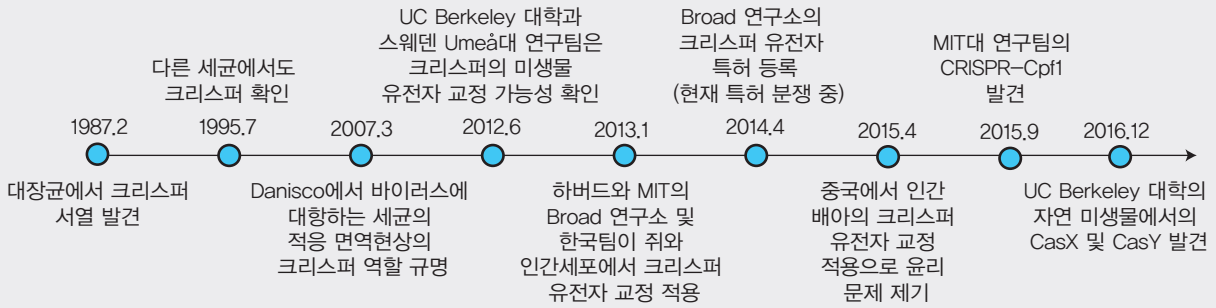 UC Berkeley 대학과
스웨덴 Umeå대 연구팀은
크리스퍼의 미생물
유전자 교정 가능성 확인
Broad 연구소의
크리스퍼 유전자
특허 등록
(현재 특허 분쟁 중)
MIT대 연구팀의
CRISPR-Cpf1
발견
다른 세균에서도
크리스퍼 확인
1987.2
1995.7
2007.3
2012.6
2013.1
2014.4
2015.4
2015.9
2016.12
대장균에서 크리스퍼
서열 발견
Danisco에서 바이러스에
대항하는 세균의
적응 면역현상의
크리스퍼 역할 규명
하버드와 MIT의
Broad 연구소 및
한국팀이 쥐와
인간세포에서 크리스퍼
유전자 교정 적용
중국에서 인간
배아의 크리스퍼
유전자 교정
적용으로 윤리
문제 제기
UC Berkeley 대학의
자연 미생물에서의
CasX 및 CasY 발견